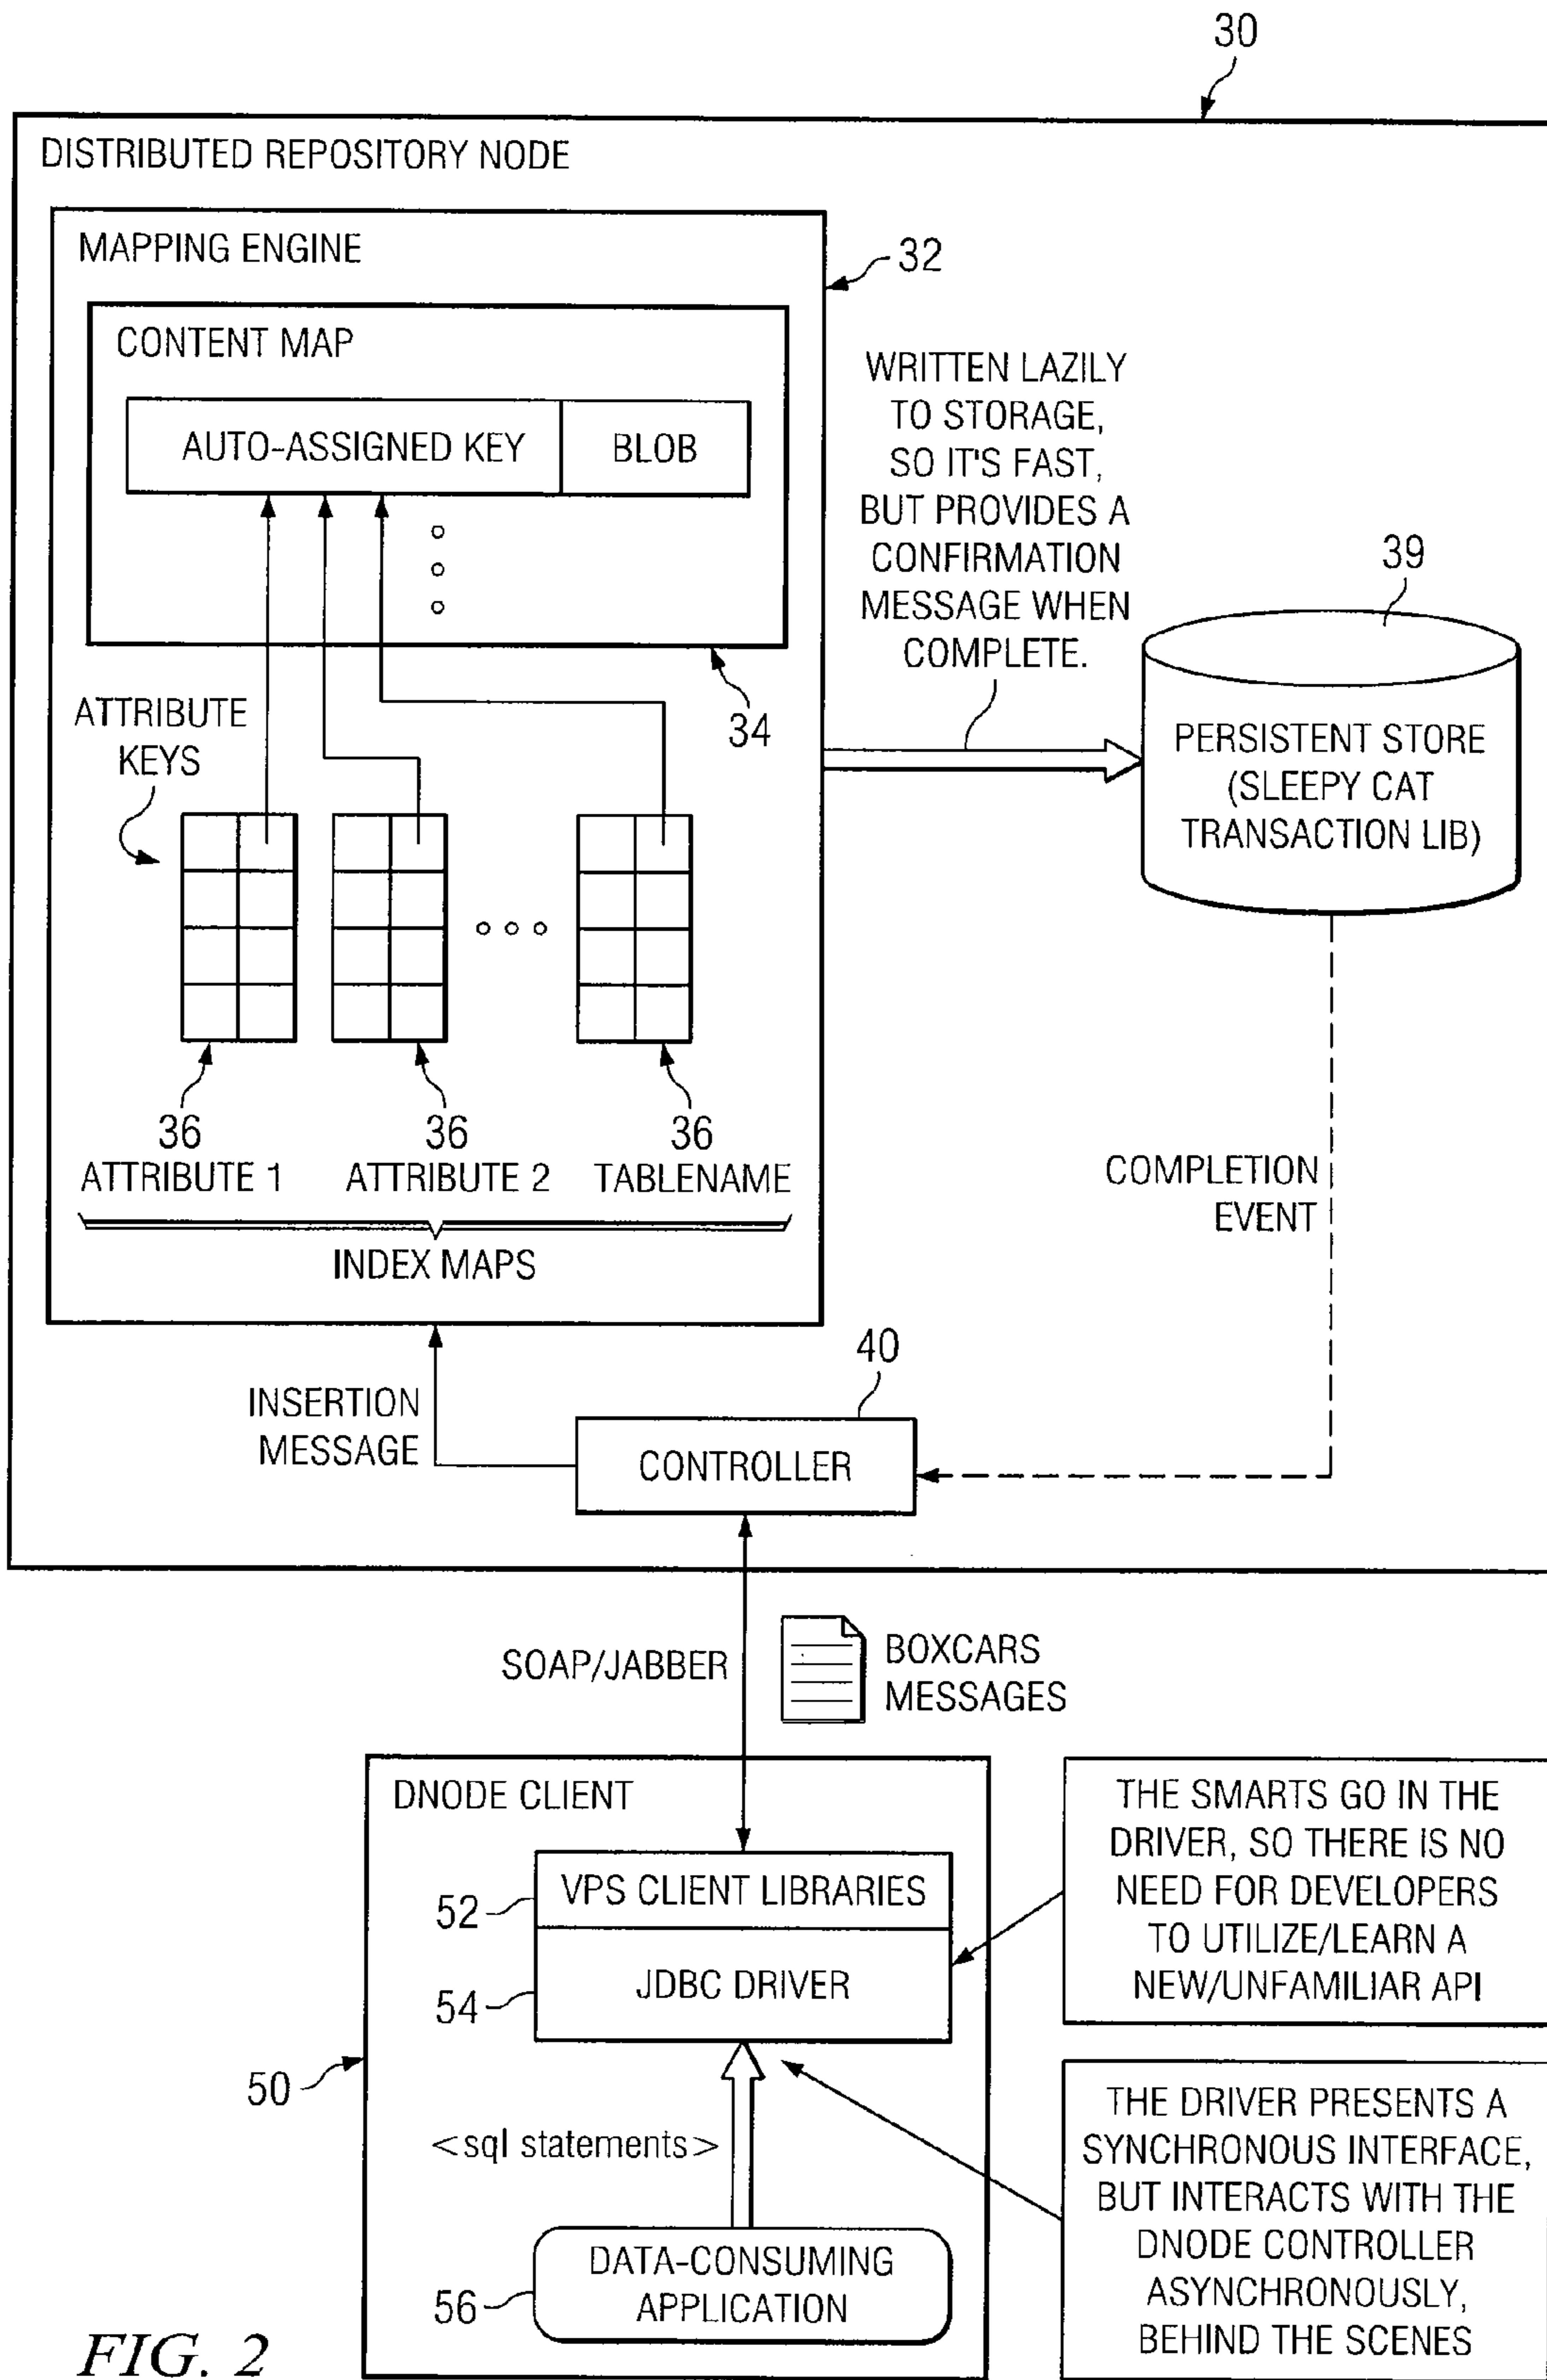 30
DISTRIBUTED REPOSITORY NODE
MAPPING ENGINE
32
CONTENT MAP
AUTO-ASSIGNED KEY
BLOB
34
WRITTEN LAZILY
TO STORAGE,
SO IT'S FAST,
BUT PROVIDES A
CONFIRMATION
MESSAGE WHEN
COMPLETE.
39
PERSISTENT STORE
(SLEEPY CAT
TRANSACTION LIB)
ATTRIBUTE
KEYS
36
ATTRIBUTE 1
36
ATTRIBUTE 2
36
TABLENAME
INDEX MAPS
COMPLETION
EVENT
INSERTION
MESSAGE
40
CONTROLLER
SOAP/JABBER
BOXCARS
MESSAGES
DNODE CLIENT
52
VPS CLIENT LIBRARIES
54
JDBC DRIVER
50
<sql statements>
56
DATA-CONSUMING
APPLICATION
THE SMARTS GO IN THE
DRIVER, SO THERE IS NO
NEED FOR DEVELOPERS
TO UTILIZE/LEARN A
NEW/UNFAMILIAR API
THE DRIVER PRESENTS A
SYNCHRONOUS INTERFACE,
BUT INTERACTS WITH THE
DNODE CONTROLLER
ASYNCHRONOUSLY,
BEHIND THE SCENES
FIG. 2